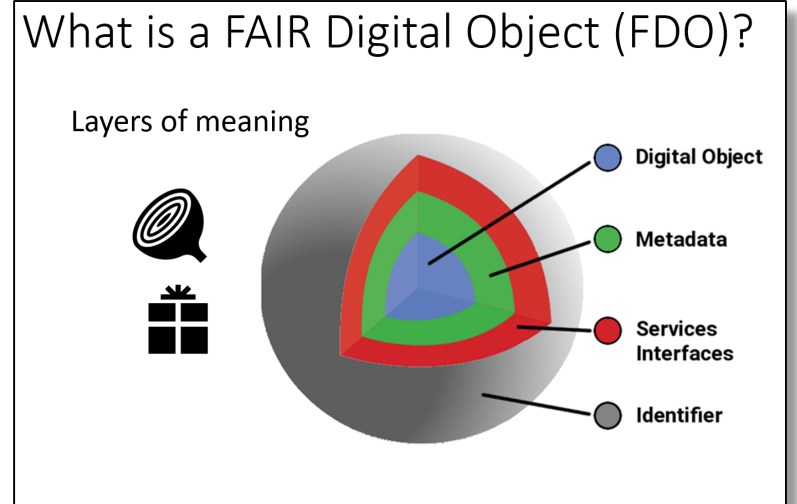 What is a FAIR Digital Object (FDO)?
Layers of meaning
Digital Object
Metadata
Services
Interfaces
Identifier